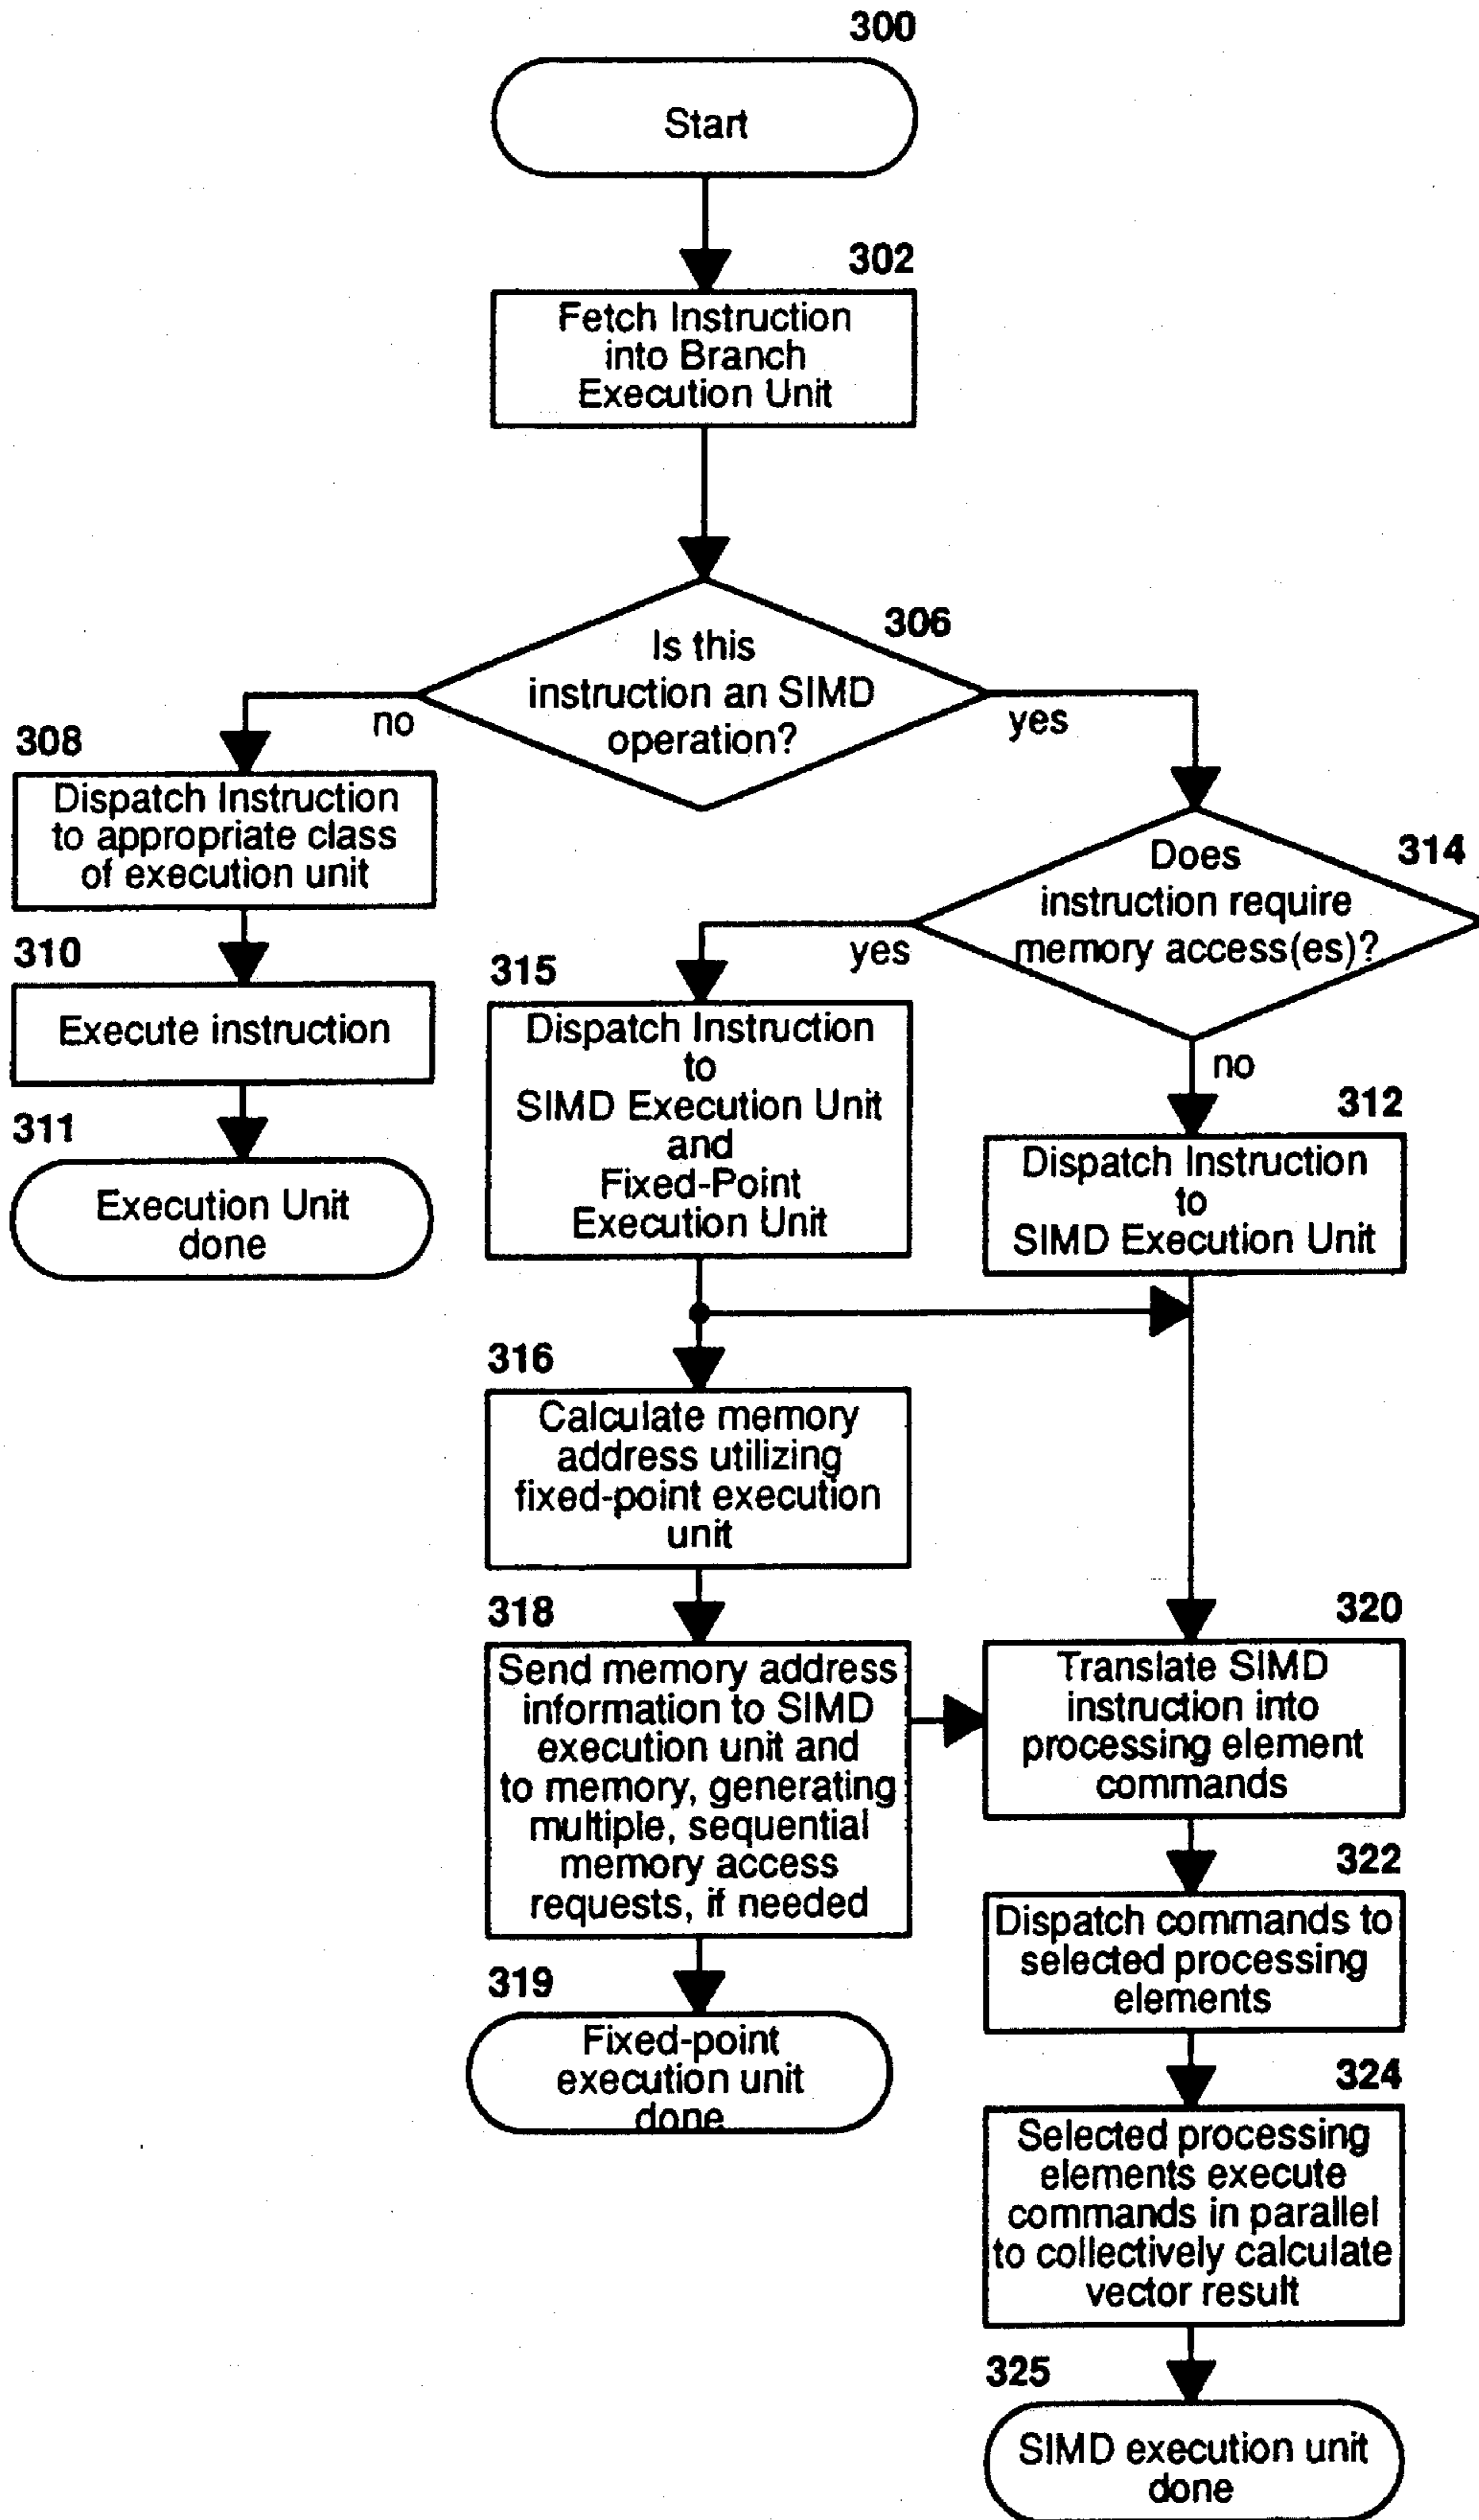 300
Start
302
Fetch Instruction
into Branch
Execution Unit
306
Is this
instruction an SIMD
operation?
no
yes
308
Dispatch Instruction
to appropriate class
of execution unit
310
Execute instruction
311
Execution Unit
done
314
Does
instruction require
memory access(es)?
yes
no
315
Dispatch Instruction
to
SIMD Execution Unit
and
Fixed-Point
Execution Unit
312
Dispatch Instruction
to
SIMD Execution Unit
316
Calculate memory
address utilizing
fixed-point execution
unit
318
Send memory address
information to SIMD
execution unit and
to memory, generating
multiple, sequential
memory access
requests, if needed
319
Fixed-point
execution unit
done
320
Translate SIMD
instruction into
processing element
commands
322
Dispatch commands to
selected processing
elements
324
Selected processing
elements execute
commands in parallel
to collectively calculate
vector result
325
SIMD execution unit
done